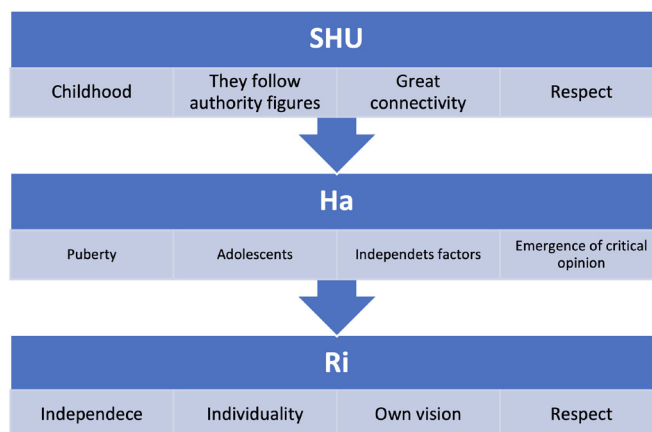 SHU
Childhood
They follow
authority figures
Great
connectivity
Respect
Ha
Puberty
Adolescents
Independets factors
Emergence of critical
opinion
Ri
Independece
Individuality
Own vision
Respect